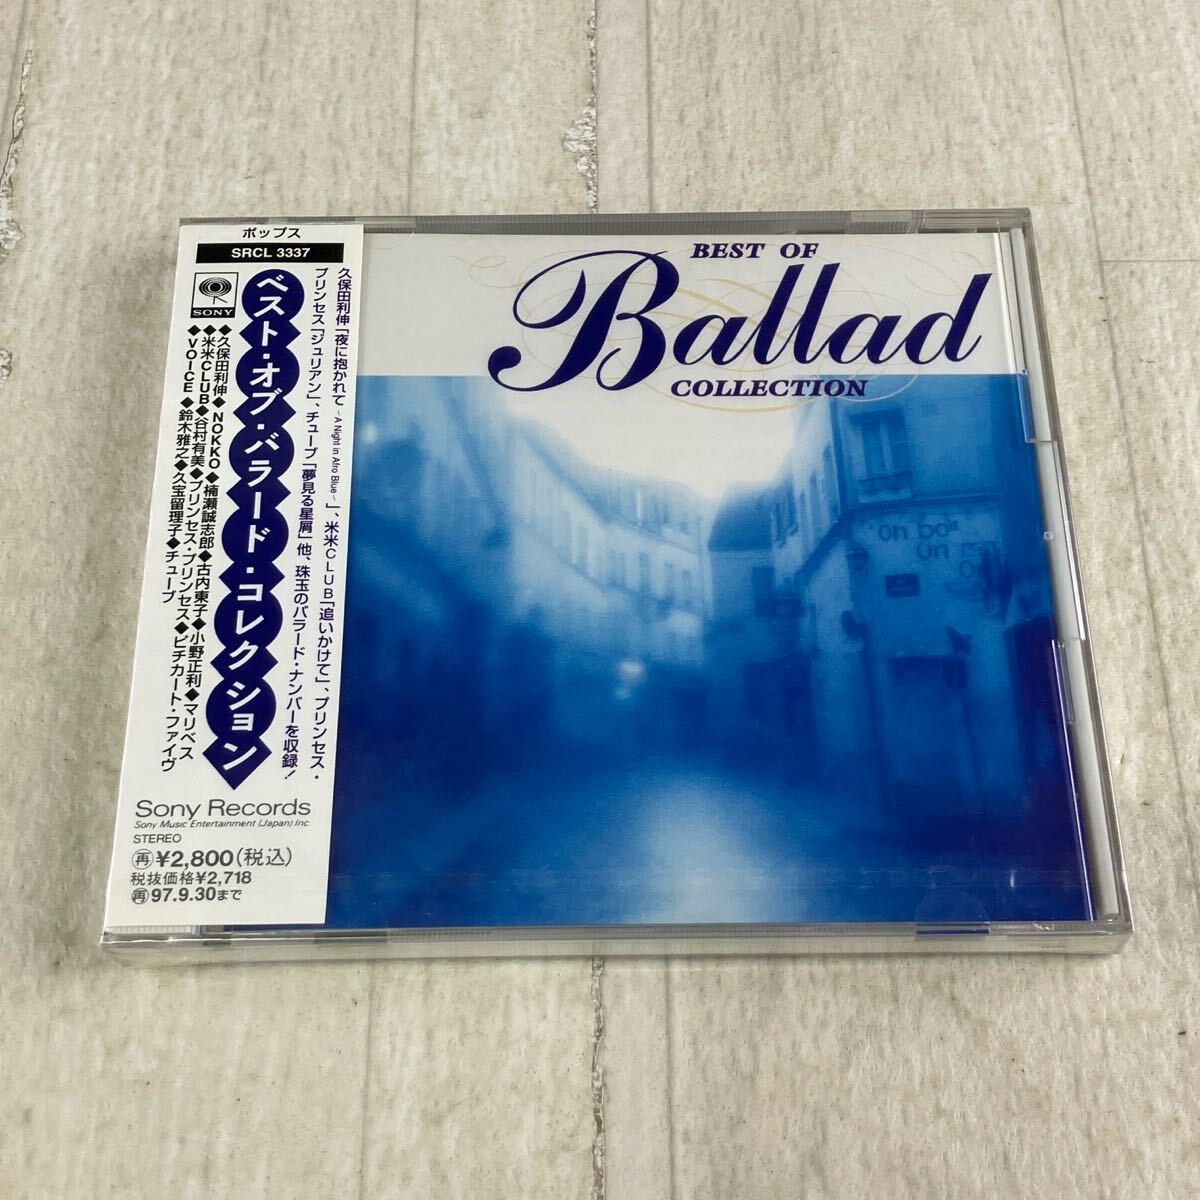 ポップス
SRCL 3337
SONY
ベスト・オブ・バラード・コレクション
久保田利伸「夜に抱かれて～A Night in Afro Blue～」、米米CLUB「追いかけて」、プリンセス・
プリンセス「ジュリアン」、チューブ「夢見る星屑」他、珠玉のバラード・ナンバーを収録!
◆久保田利伸◆NOKKO◆楠瀬誠志郎◆古内東子◆小野正利◆マリベス
◆米米CLUB◆谷村有美◆プリンセス・プリンセス◆ピチカート・ファイヴ
◆VOICE◆鈴木雅之◆久宝留理子◆チューブ
Sony Records
Sony Music Entertainment (Japan) Inc.
STEREO
再¥2,800(税込)
税抜価格¥2,718
再97.9.30まで
BEST OF
Ballad
COLLECTION
"On
On